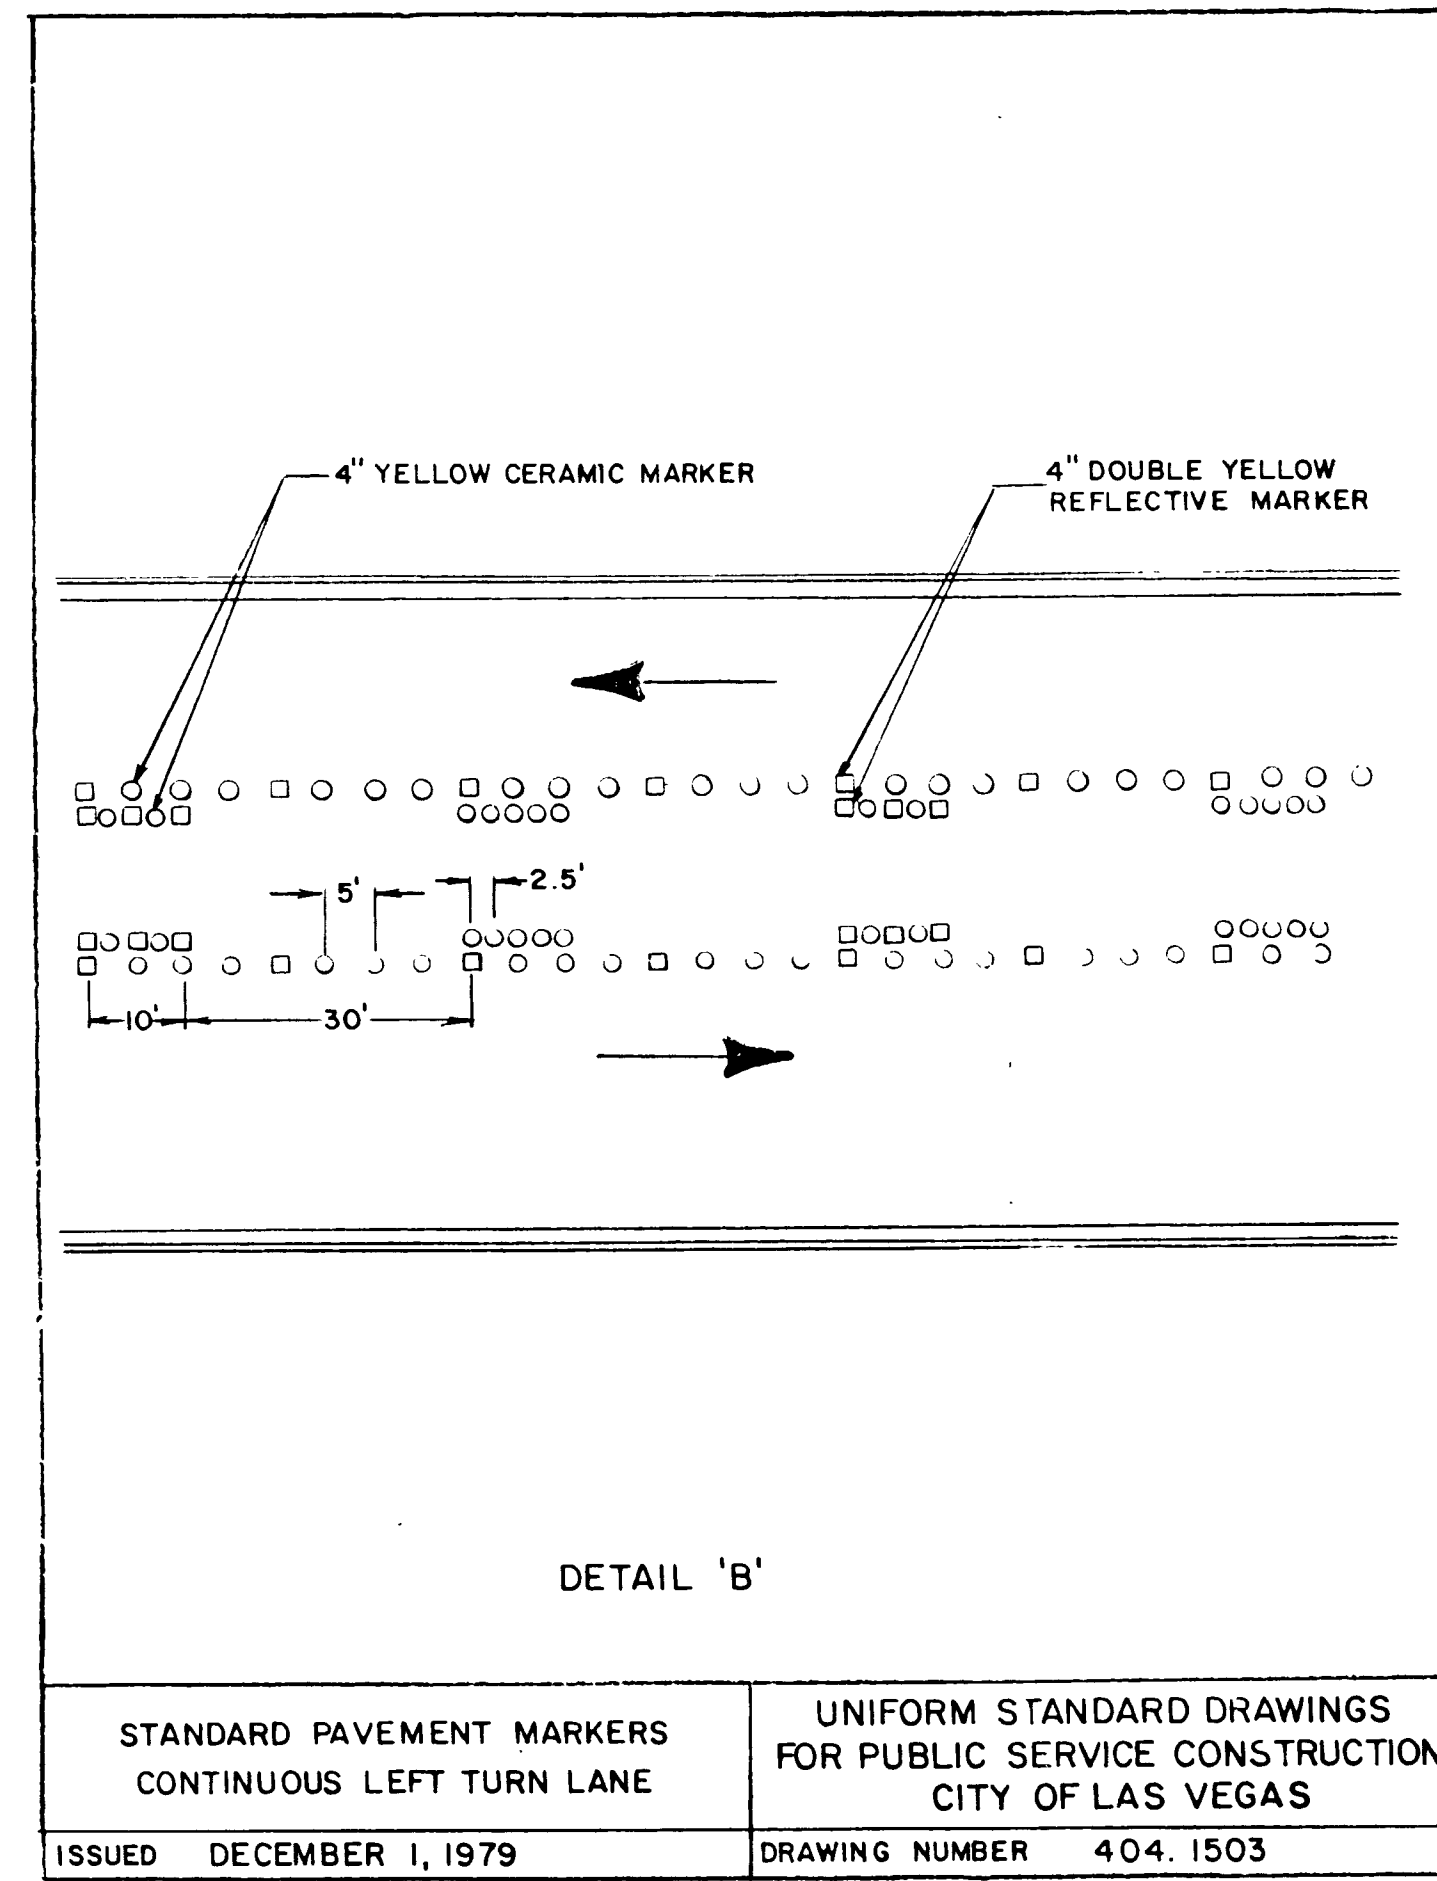 4" YELLOW CERAMIC MARKER
4" DOUBLE YELLOW
REFLECTIVE MARKER
5'
2.5'
10'
30'
DETAIL 'B'
STANDARD PAVEMENT MARKERS
CONTINUOUS LEFT TURN LANE
UNIFORM STANDARD DRAWINGS
FOR PUBLIC SERVICE CONSTRUCTION
CITY OF LAS VEGAS
ISSUED DECEMBER 1, 1979
DRAWING NUMBER 404. 1503